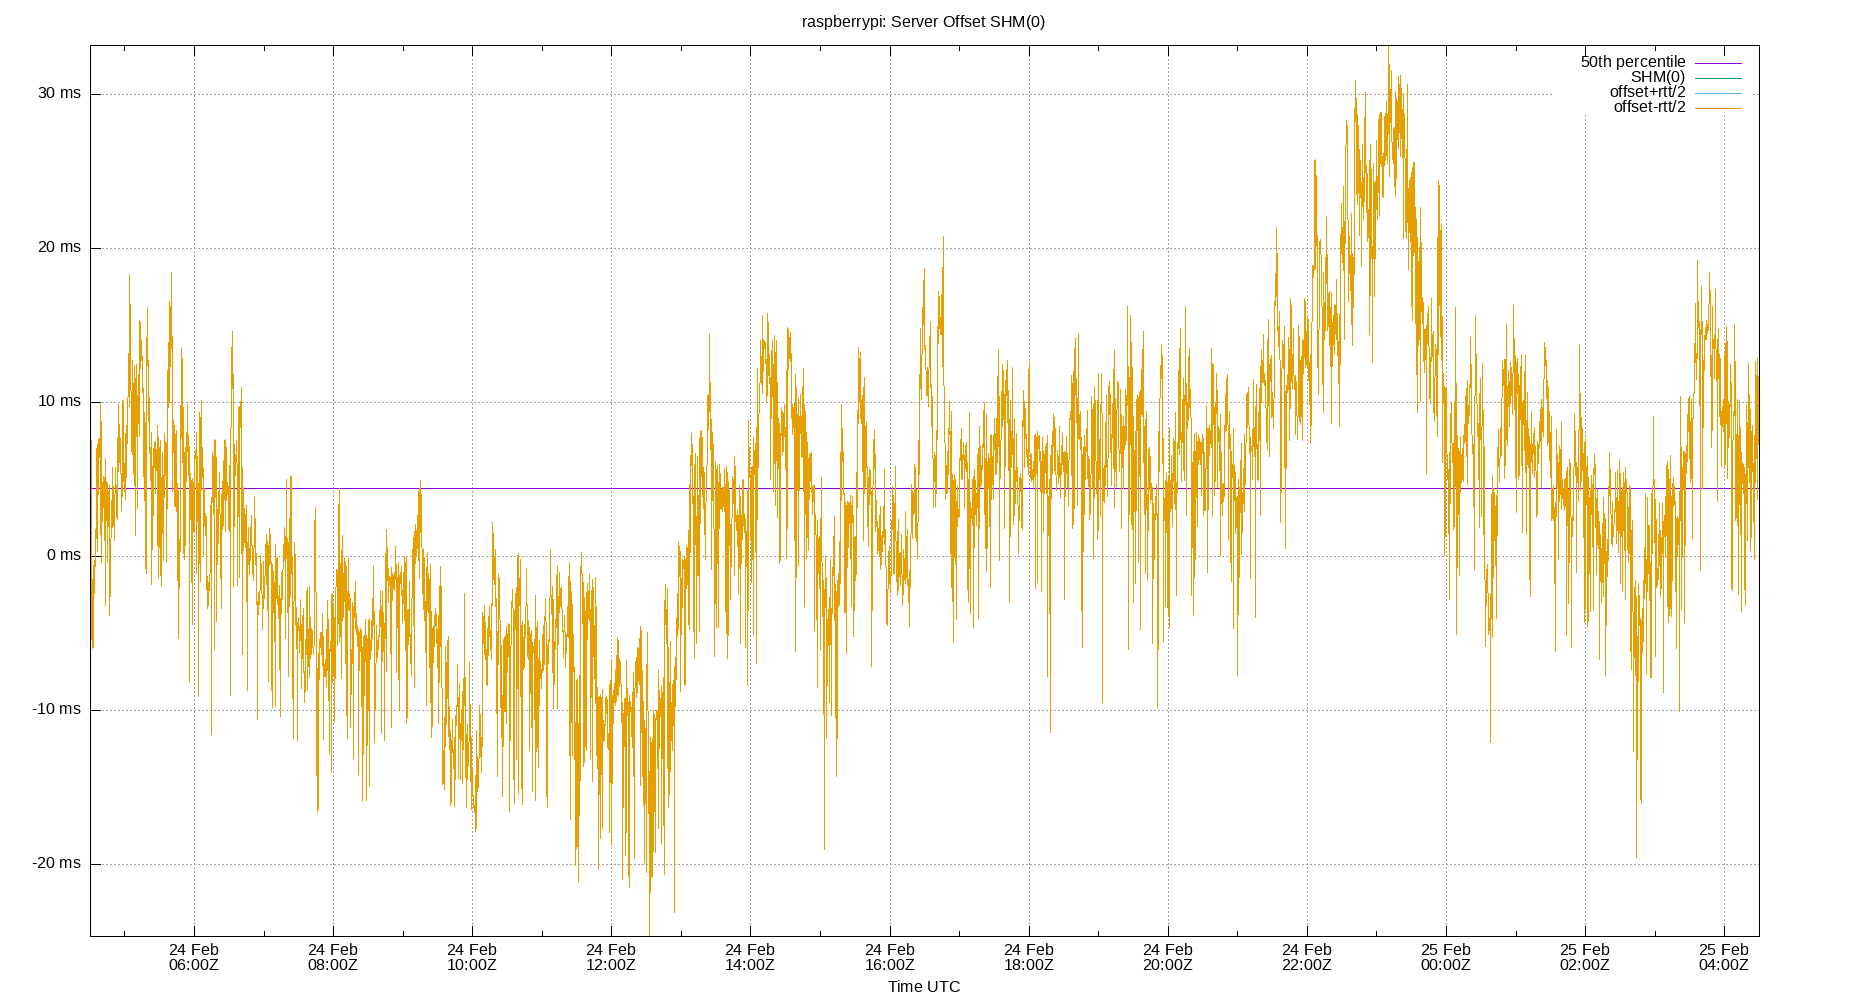 raspberrypi: Server Offset SHM(0)
50th percentile
SHM(0)
offset+rtt/2
offset-rtt/2
30 ms
20 ms
10 ms
0 ms
-10 ms
-20 ms
24 Feb 24 Feb 24 Feb 24 Feb 24 Feb 24 Feb 24 Feb 24 Feb 24 Feb 25 Feb 25 Feb 25 Feb
06:00Z 08:00Z 10:00Z 12:00Z 14:00Z 16:00Z 18:00Z 20:00Z 22:00Z 00:00Z 02:00Z 04:00Z
Time UTC